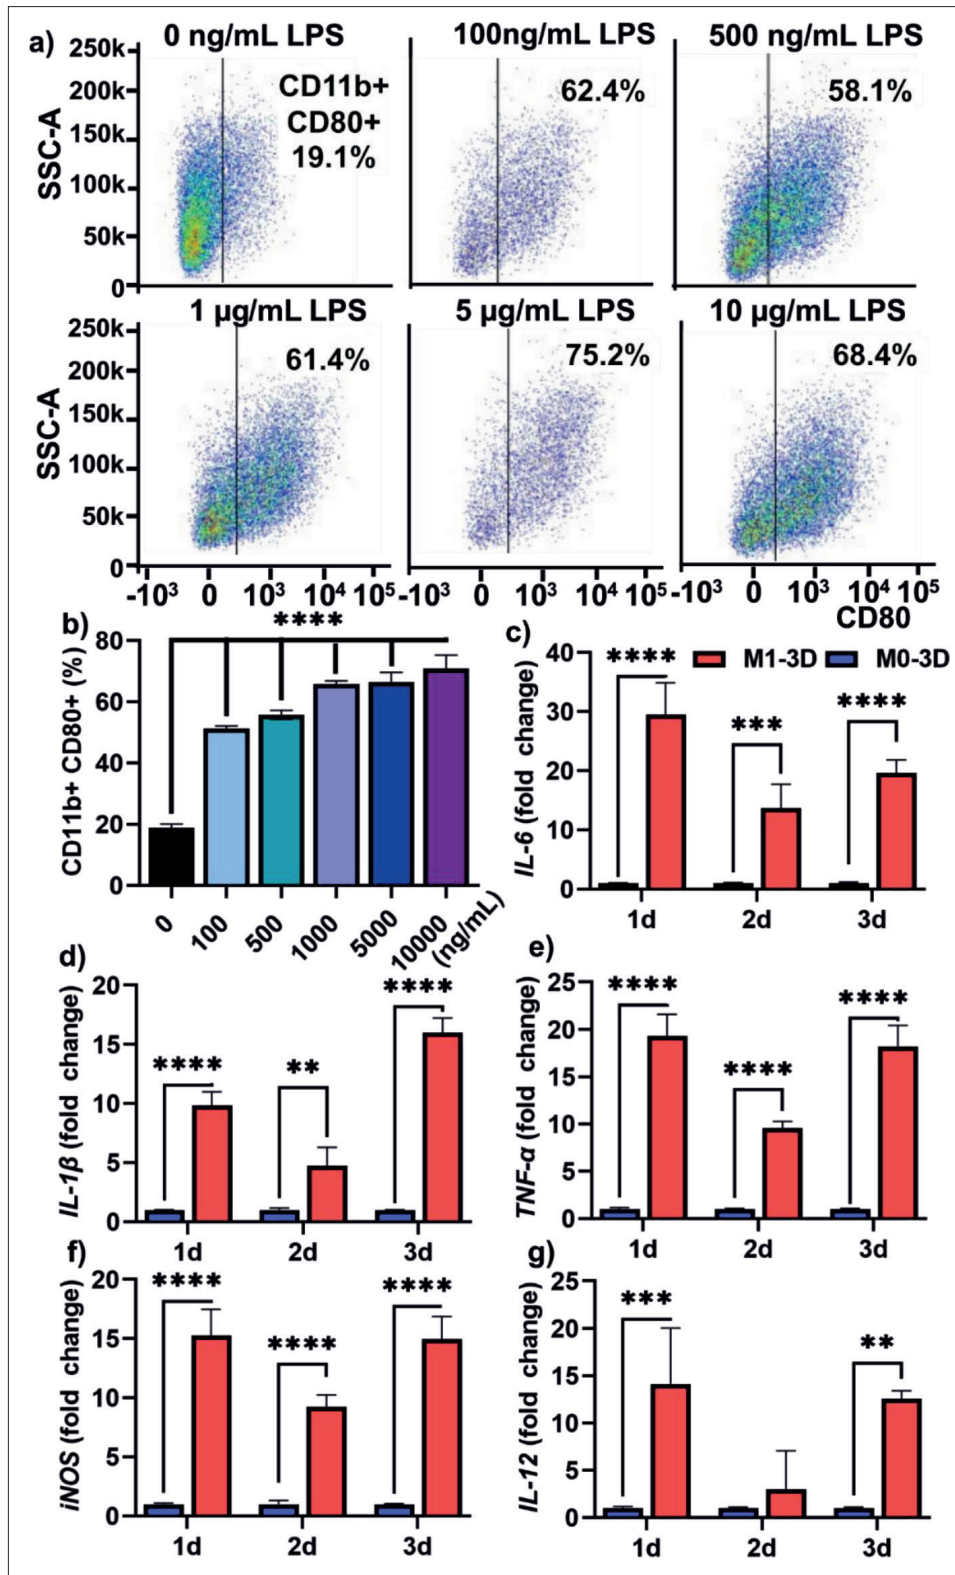 a)
0 ng/mL LPS
100ng/mL LPS
500 ng/mL LPS
250k
200k
150k
100k
50k
0
SSC-A
CD11b+
CD80+
19.1%
62.4%
58.1%
1 µg/mL LPS
5 µg/mL LPS
10 µg/mL LPS
250k
200k
150k
100k
50k
0
SSC-A
61.4%
75.2%
68.4%
-10³ 0 10³ 10⁴ 10⁵
-10³ 0 10³ 10⁴ 10⁵
-10³ 0 10³ 10⁴ 10⁵
CD80
b)
****
CD11b+ CD80+ (%)
80
60
40
20
0
0 100 500 1000 5000 10000
(ng/mL)
c)
M1-3D M0-3D
IL-6 (fold change)
40
30
20
10
0
**** *** ****
1d 2d 3d
d)
IL-1β (fold change)
20
15
10
5
0
**** ** ****
1d 2d 3d
e)
TNF-α (fold change)
25
20
15
10
5
0
**** **** ****
1d 2d 3d
f)
iNOS (fold change)
20
15
10
5
0
**** **** ****
1d 2d 3d
g)
IL-12 (fold change)
25
20
15
10
5
0
*** **
1d 2d 3d